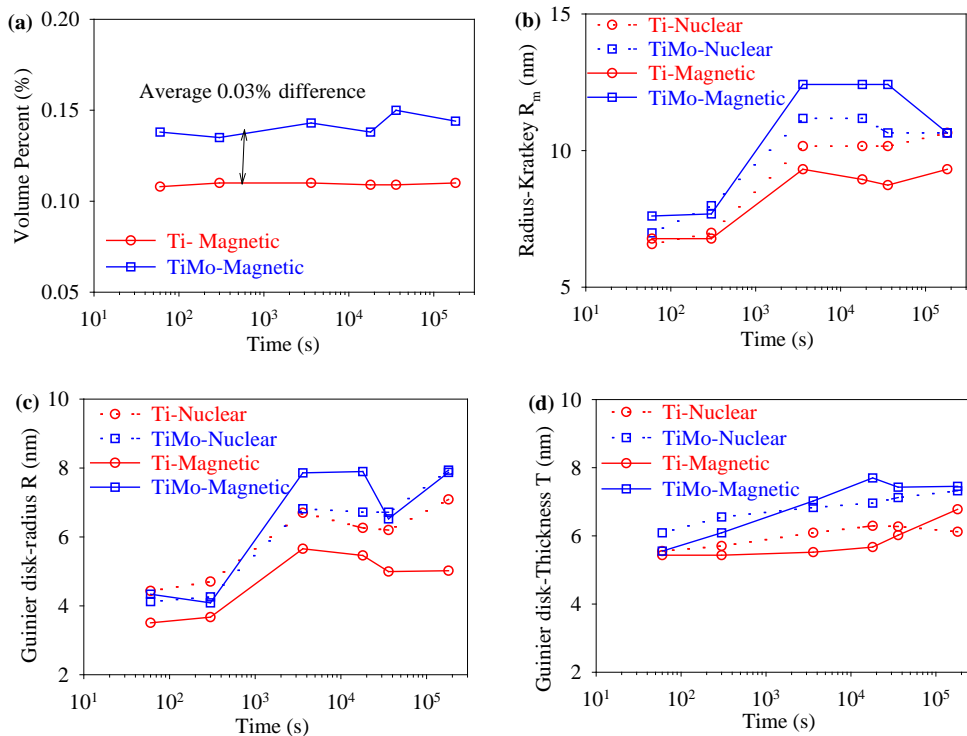 (a)
0.20
0.15
0.10
0.05
Volume Percent (%)
Average 0.03% difference
Ti- Magnetic
TiMo-Magnetic
10¹ 10² 10³ 10⁴ 10⁵
Time (s)
(b)
15
10
5
Radius-Kratkey Rₘ (nm)
Ti-Nuclear
TiMo-Nuclear
Ti-Magnetic
TiMo-Magnetic
10¹ 10² 10³ 10⁴ 10⁵
Time (s)
(c)
10
8
6
4
2
Guinier disk-radius R (nm)
Ti-Nuclear
TiMo-Nuclear
Ti-Magnetic
TiMo-Magnetic
10¹ 10² 10³ 10⁴ 10⁵
Time (s)
(d)
10
8
6
4
2
Guinier disk-Thickness T (nm)
Ti-Nuclear
TiMo-Nuclear
Ti-Magnetic
TiMo-Magnetic
10¹ 10² 10³ 10⁴ 10⁵
Time (s)